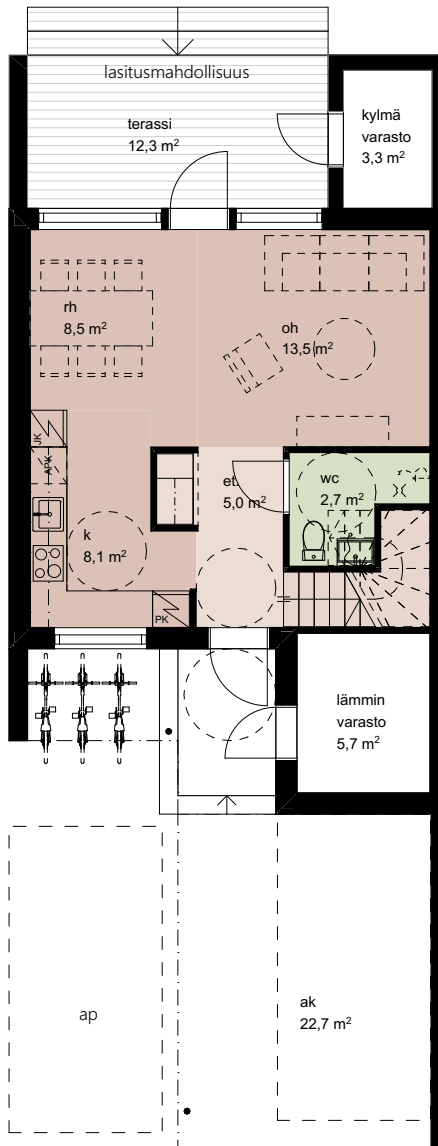 lasitusmahdollisuus
terassi
12,3 m²
kylmä
varasto
3,3 m²
rh
8,5 m²
oh
13,5 m²
JK
APK
et.
5,0 m²
wc
2,7 m²
k
8,1 m²
PK
lämmin
varasto
5,7 m²
ap
ak
22,7 m²